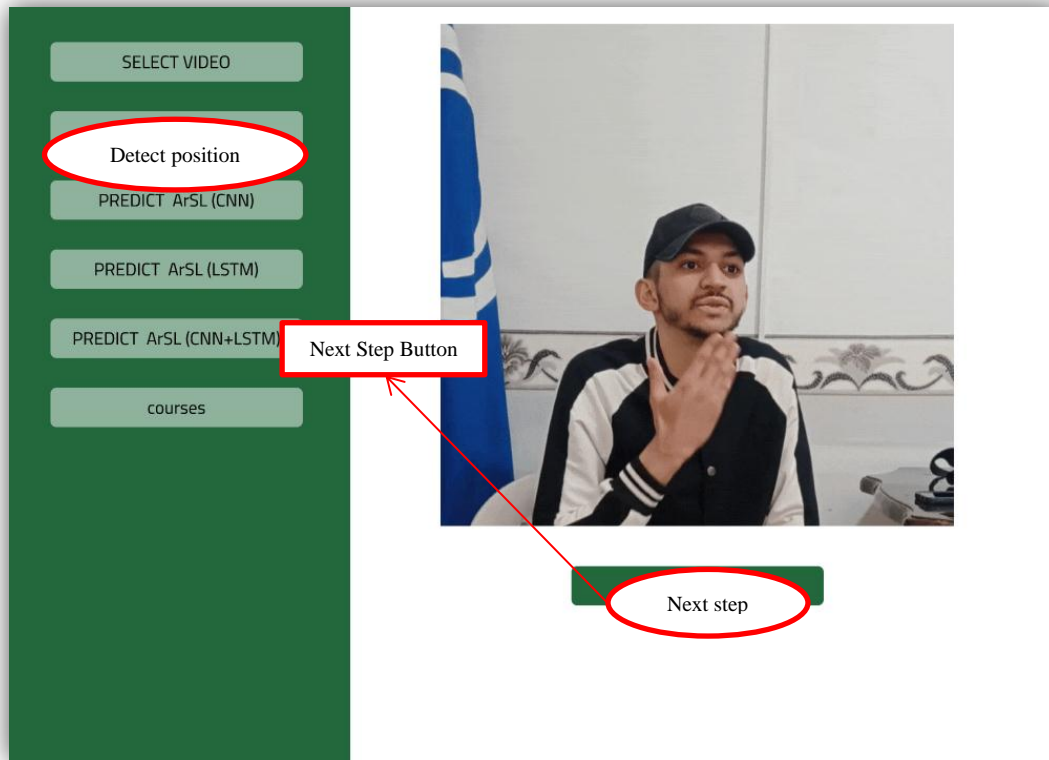 SELECT VIDEO
Detect position
PREDICT ArSL (CNN)
PREDICT ArSL (LSTM)
PREDICT ArSL (CNN+LSTM)
Next Step Button
courses
Next step